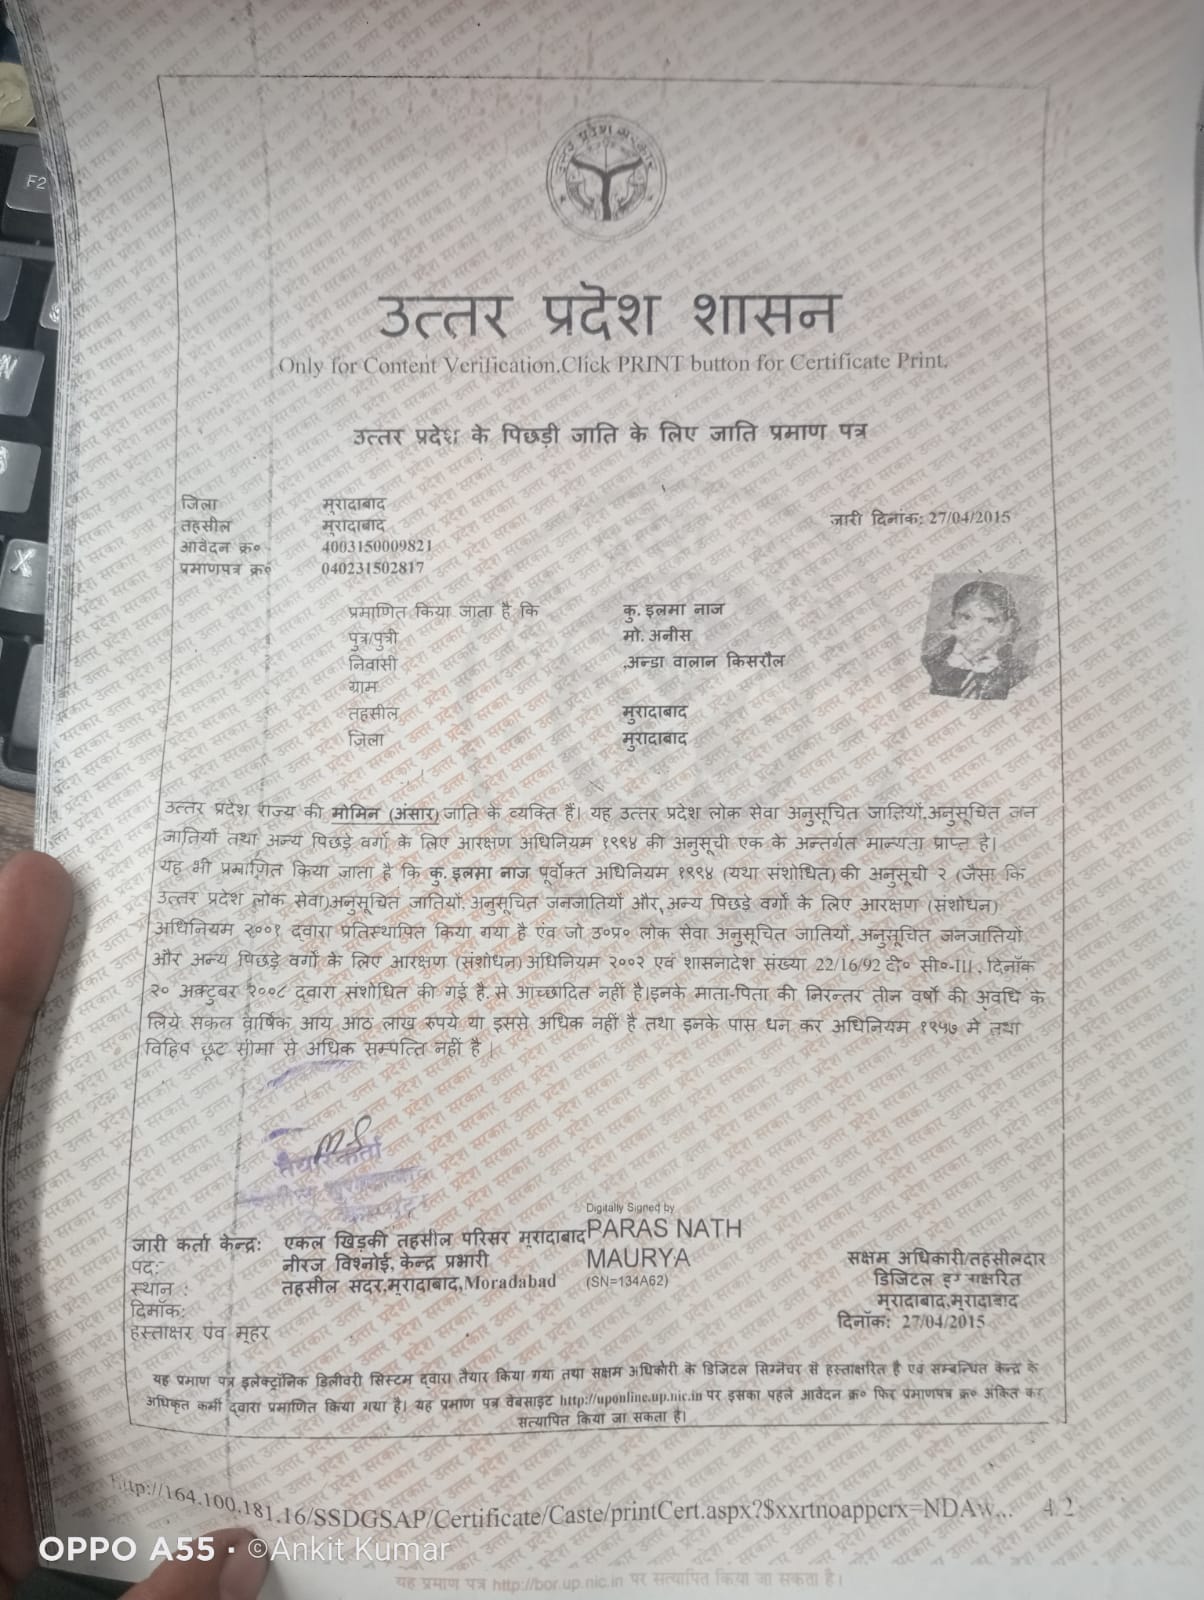 F2
N
X
उत्तर प्रदेश शासन
Only for Content Verification.Click PRINT button for Certificate Print.
उत्तर प्रदेश के पिछड़ी जाति के लिए जाति प्रमाण पत्र
जिला मुरादाबाद
तहसील मुरादाबाद जारी दिनांक: 27/04/2015
आवेदन क्र० 4003150009821
प्रमाणपत्र क्र० 040231502817
प्रमाणित किया जाता है कि कु. इलमा नाज
पुत्र/पुत्री मो. अनीस
निवासी ,अन्डा वालान किसरौल
ग्राम
तहसील मुरादाबाद
जिला मुरादाबाद
उत्तर प्रदेश राज्य की मोमिन (अंसार) जाति के व्यक्ति हैं। यह उत्तर प्रदेश लोक सेवा अनुसूचित जातियों,अनुसूचित जन
जातियों तथा अन्य पिछड़े वर्गो के लिए आरक्षण अधिनियम १९९४ की अनुसूची एक के अन्तर्गत मान्यता प्राप्त है।
यह भी प्रमाणित किया जाता है कि कु. इलमा नाज पूर्वोक्त अधिनियम १९९४ (यथा संशोधित) की अनुसूची २ (जैसा कि
उत्तर प्रदेश लोक सेवा)अनुसूचित जातियों, अनुसूचित जनजातियों और अन्य पिछड़े वर्गो के लिए आरक्षण (संशोधन)
अधिनियम २००१ द्वारा प्रतिस्थापित किया गया है एंव जो उ०प्र० लोक सेवा अनुसूचित जातियों, अनुसूचित जनजातियों
और अन्य पिछड़े वर्गो के लिए आरक्षण (संशोधन) अधिनियम २००२ एवं शासनादेश संख्या 22/16/92 टी० सी०-III, दिनॉक
२० अक्टुबर २००८ द्वारा संशोधित की गई है, से आच्छादित नहीं है।इनके माता-पिता की निरन्तर तीन वर्षो की अवधि के
लिये सकल वार्षिक आय आठ लाख रुपये या इससे अधिक नहीं है तथा इनके पास धन कर अधिनियम १९५७ में तथा
विहिप छूट सीमा से अधिक सम्पत्ति नहीं है ।
तैयारकर्ता
Digitally Signed by
PARAS NATH
MAURYA
(SN=134A62)
जारी कर्ता केन्द्र: एकल खिड़की तहसील परिसर मुरादाबाद
पद: नीरज विश्नोई, केन्द्र प्रभारी
स्थान : तहसील सदर,मुरादाबाद,Moradabad
दिनॉक:
हस्ताक्षर एंव मुहर
सक्षम अधिकारी/तहसीलदार
डिजिटल हस्ताक्षरित
मुरादाबाद,मुरादाबाद
दिनॉक: 27/04/2015
यह प्रमाण पत्र इलेक्ट्रॉनिक डिलीवरी सिस्टम द्वारा तैयार किया गया तथा सक्षम अधिकारी के डिजिटल सिग्नेचर से हस्ताक्षरित है एवं सम्बन्धित केन्द्र के
अधिकृत कर्मी द्वारा प्रमाणित किया गया है। यह प्रमाण पत्र वेबसाइट http://uponline.up.nic.in पर इसका पहले आवेदन क्र० फिर प्रमाणपत्र क्र० अंकित कर
सत्यापित किया जा सकता है।
http://164.100.181.16/SSDGSAP/Certificate/Caste/printCert.aspx?$xxrtnoappcrx=NDAw...
OPPO A55 · ©Ankit Kumar
यह प्रमाण पत्र http://bor.up.nic.in पर सत्यापित किया जा सकता है।